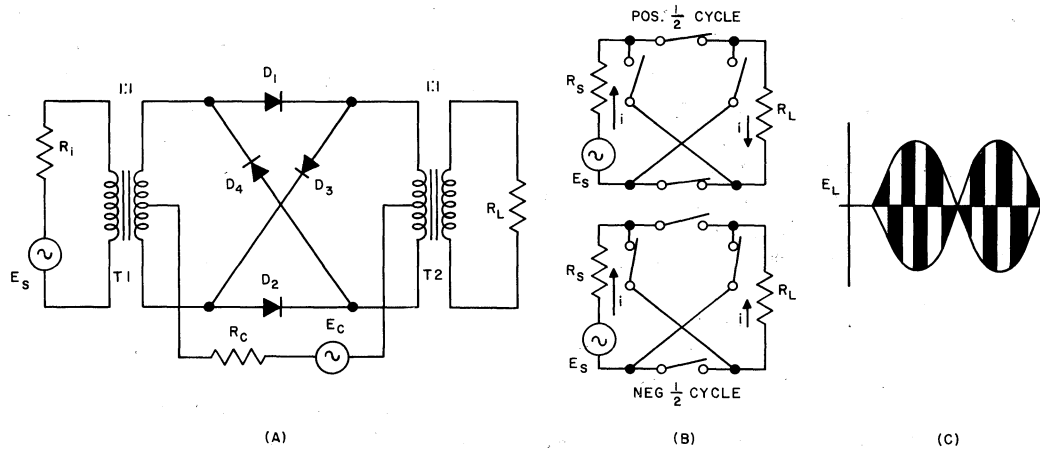 1:1
D1
1:1
Ri
D4
D3
RL
ES
T1
D2
T2
RC
EC
(A)
POS. 1/2 CYCLE
RS
i
i
RL
ES
RS
i
i
RL
ES
NEG 1/2 CYCLE
(B)
EL
(C)